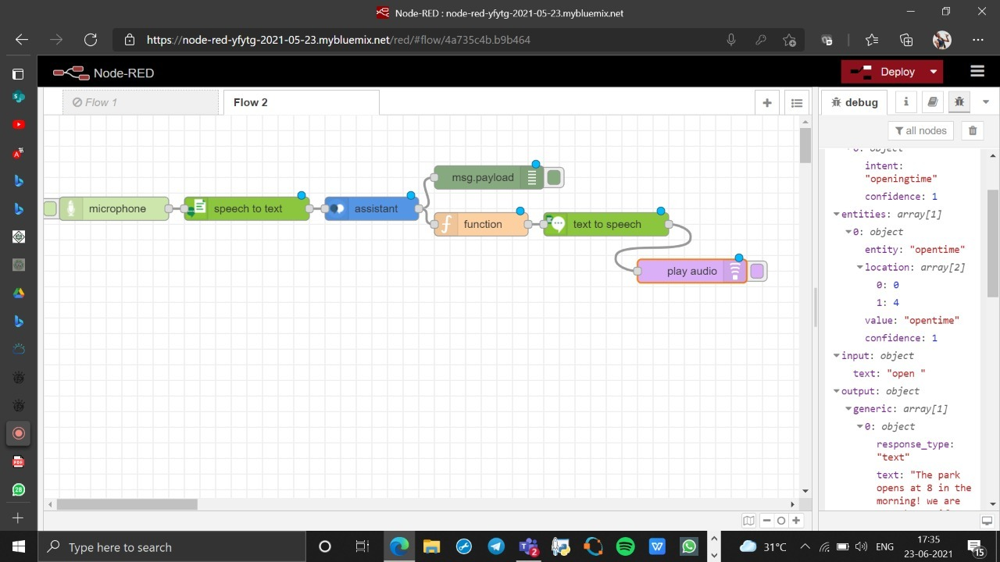 Node-RED : node-red-yfytg-2021-05-23.mybluemix.net
https://node-red-yfytg-2021-05-23.mybluemix.net/red/#flow/4a735c4b.b9b464
Node-RED
Deploy
Flow 1
Flow 2
debug
i
all nodes
0: object
intent:
"openingtime"
confidence: 1
entities: array[1]
0: object
entity: "opentime"
location: array[2]
0: 0
1: 4
value: "opentime"
confidence: 1
input: object
text: "open "
output: object
generic: array[1]
0: object
response_type:
"text"
text: "The park
opens at 8 in the
morning! we are
msg.payload
microphone
speech to text
assistant
function
text to speech
play audio
PDF
28
Type here to search
2
W
31°C
ENG
17:35
23-06-2021
15